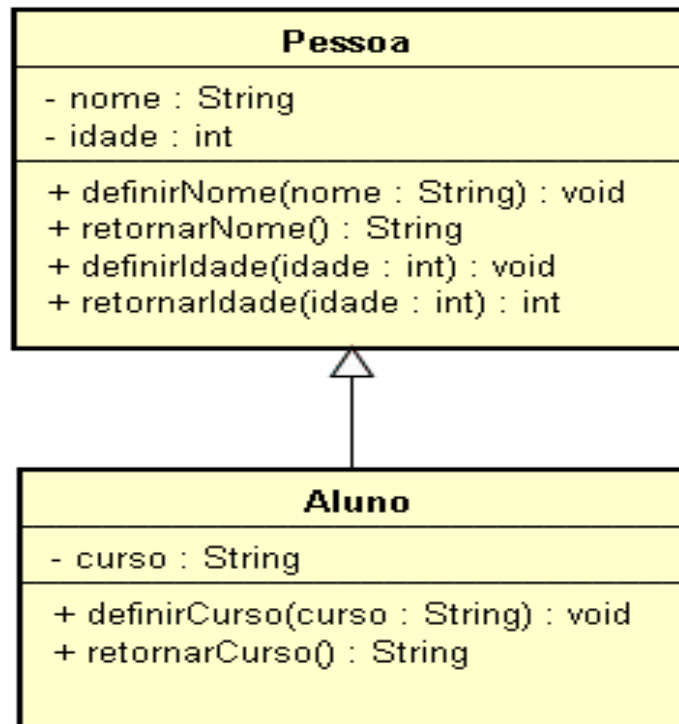 Pessoa
- nome : String
- idade : int
+ definirNome(nome : String) : void
+ retornarNome() : String
+ definirIdade(idade : int) : void
+ retornarIdade(idade : int) : int
Aluno
- curso : String
+ definirCurso(curso : String) : void
+ retornarCurso() : String